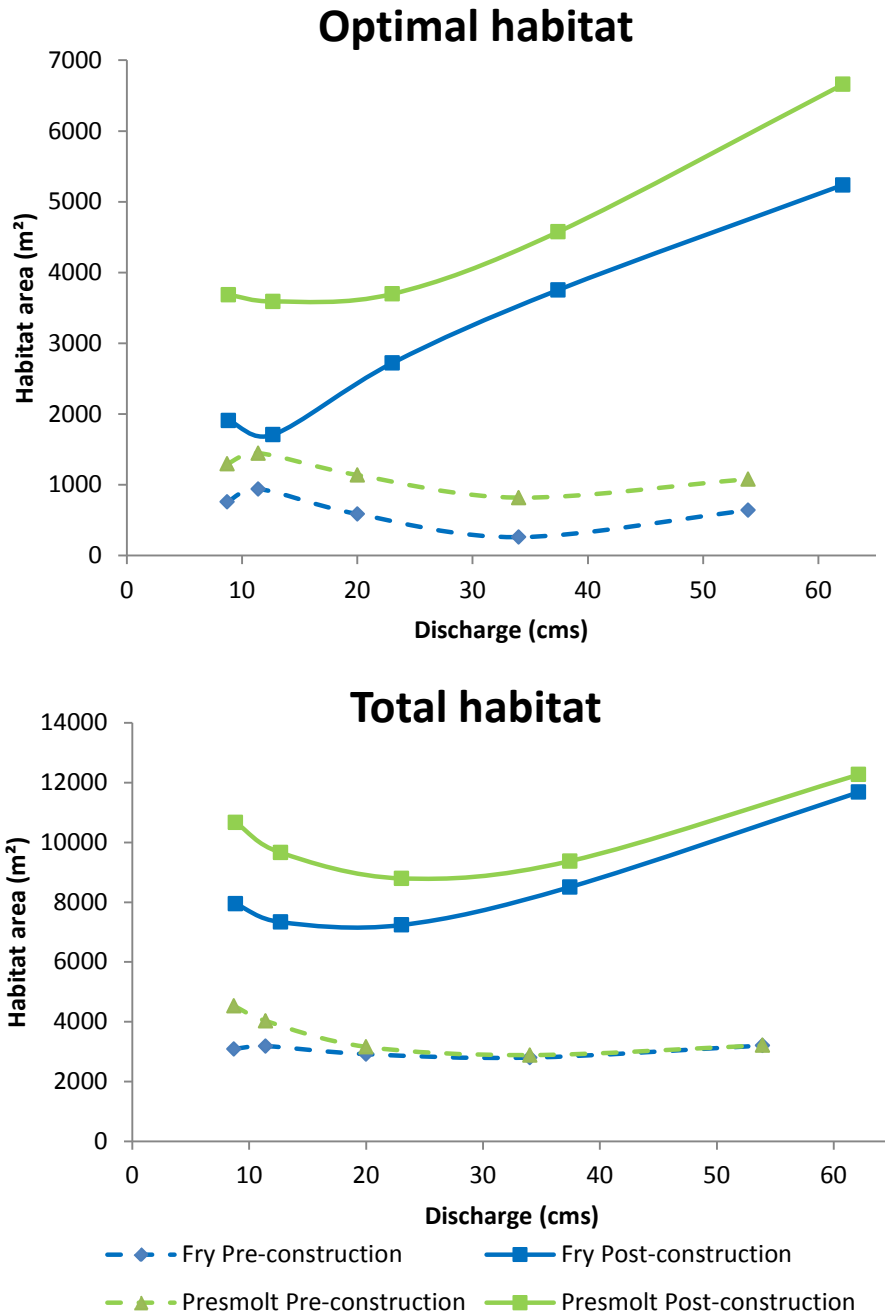 Optimal habitat
7000
6000
5000
4000
3000
2000
1000
0
Habitat area (m²)
0 10 20 30 40 50 60
Discharge (cms)
Total habitat
14000
12000
10000
8000
6000
4000
2000
0
Habitat area (m²)
0 10 20 30 40 50 60
Discharge (cms)
Fry Pre-construction Fry Post-construction
Presmolt Pre-construction Presmolt Post-construction